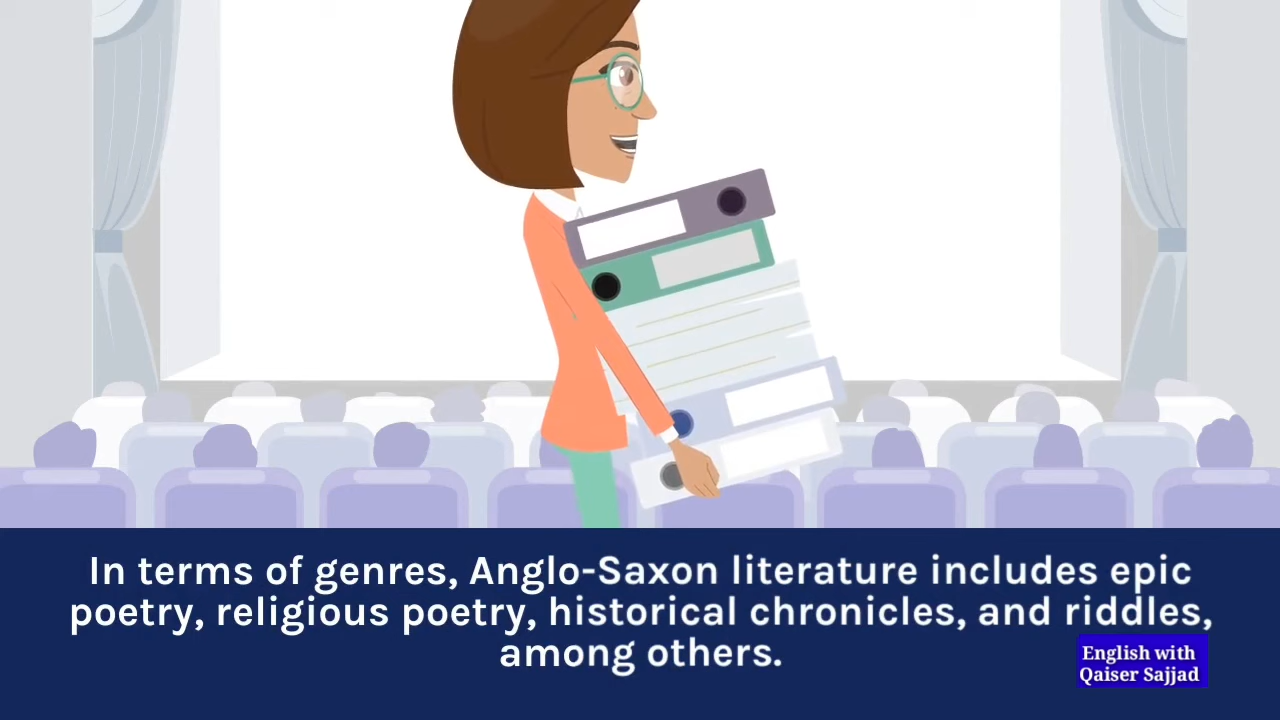 In terms of genres, Anglo-Saxon literature includes epic
poetry, religious poetry, historical chronicles, and riddles,
among others.
English with
Qaiser Sajjad